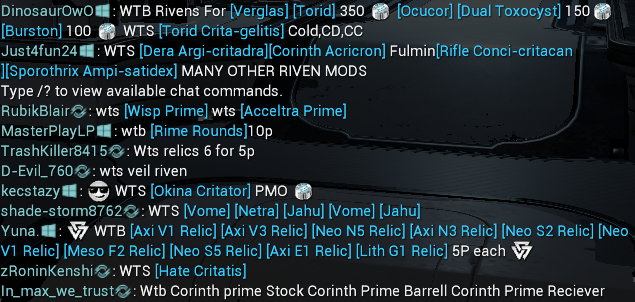 DinosaurOwO: WTB Rivens For [Verglas] [Torid] 350 [Ocucor] [Dual Toxocyst] 150
[Burston] 100 WTS [Torid Crita-gelitis] Cold,CD,CC
Just4fun24: WTS [Dera Argi-critadra][Corinth Acricron] Fulmin[Rifle Conci-critacan
][Sporothrix Ampi-satidex] MANY OTHER RIVEN MODS
Type /? to view available chat commands.
RubikBlair: wts [Wisp Prime] wts [Acceltra Prime]
MasterPlayLP: wtb [Rime Rounds]10p
TrashKiller8415: Wts relics 6 for 5p
D-Evil_760: wts veil riven
kecstazy: WTS [Okina Critator] PMO
shade-storm8762: WTS [Vome] [Netra] [Jahu] [Vome] [Jahu]
Yuna.: WTB [Axi V1 Relic] [Axi V3 Relic] [Neo N5 Relic] [Axi N3 Relic] [Neo S2 Relic] [Neo
V1 Relic] [Meso F2 Relic] [Neo S5 Relic] [Axi E1 Relic] [Lith G1 Relic] 5P each
zRoninKenshi: WTS [Hate Critatis]
In_max_we_trust: Wtb Corinth prime Stock Corinth Prime Barrell Corinth Prime Reciever